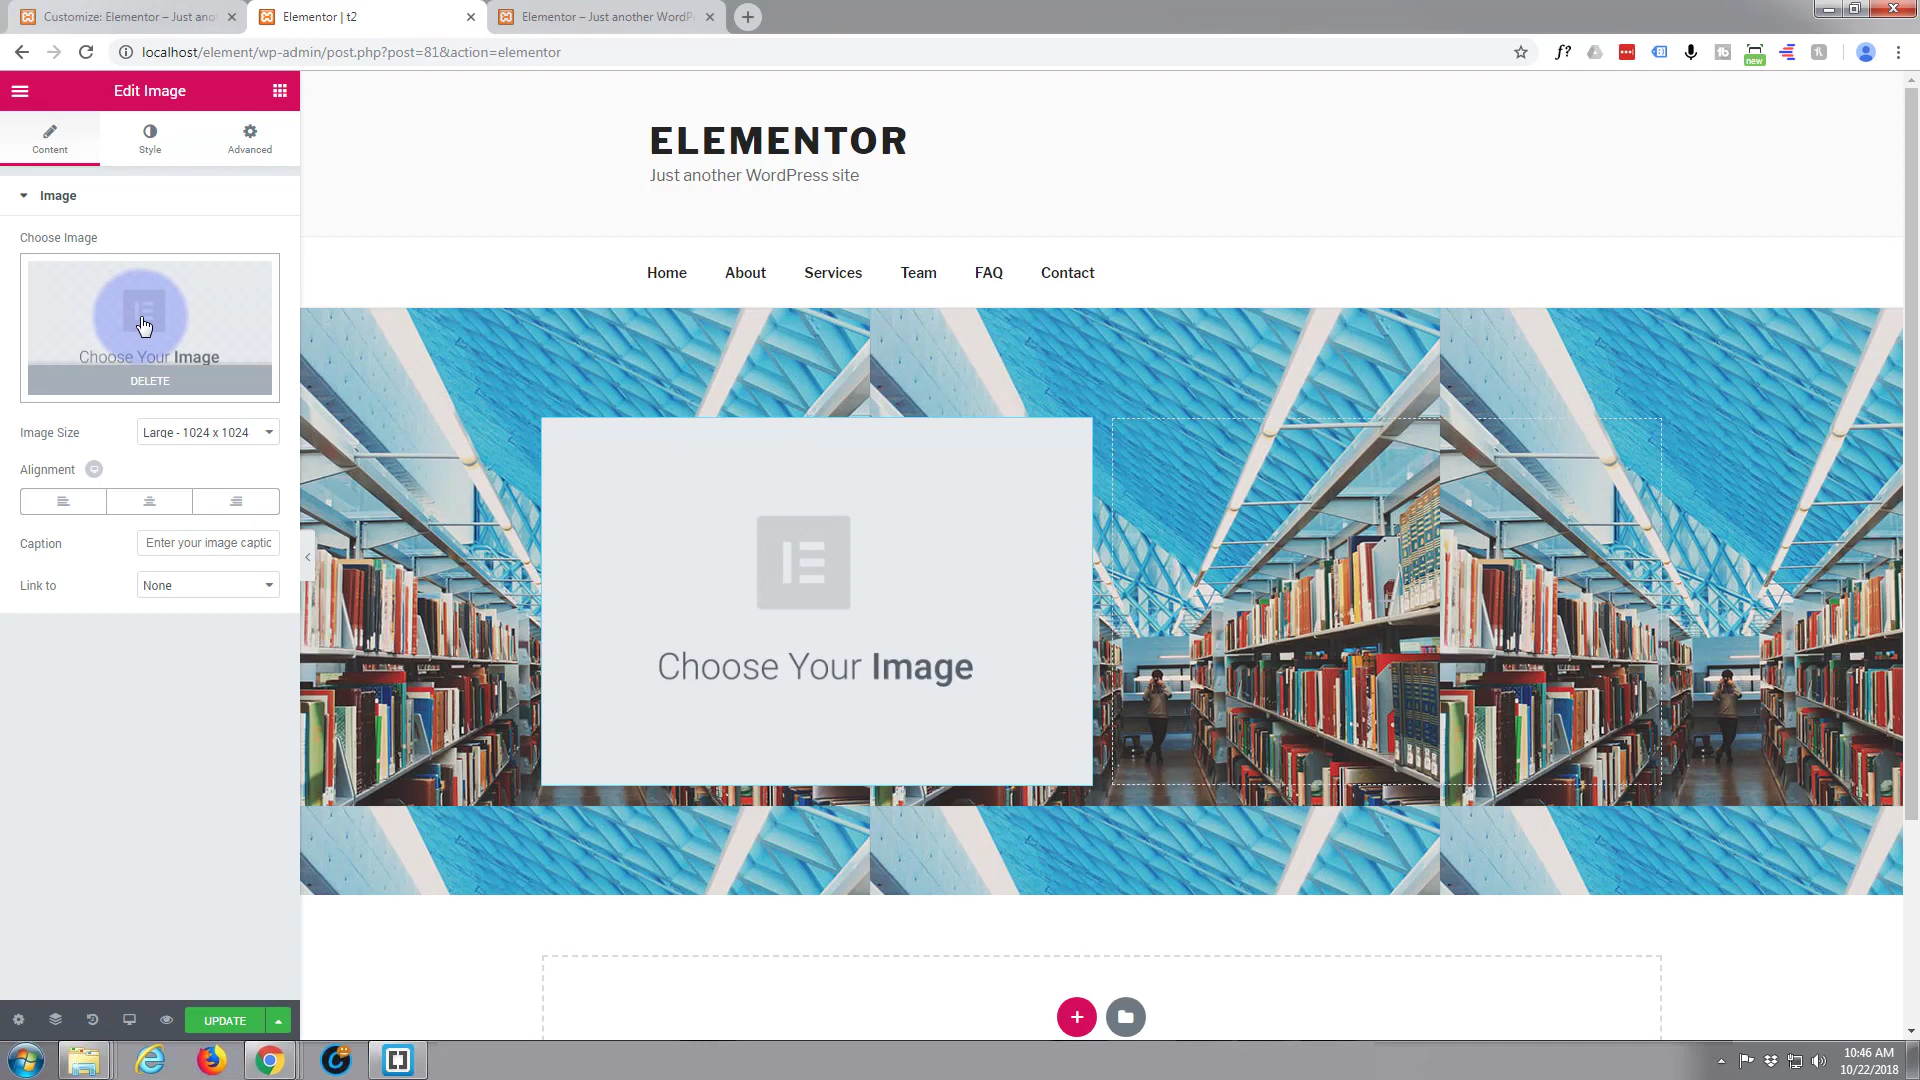 Customize: Elementor – Just ano
Elementor | t2
Elementor – Just another WordP
localhost/element/wp-admin/post.php?post=81&action=elementor
f?
new
Edit Image
Content
Style
Advanced
Image
Choose Image
Choose Your Image
DELETE
Image Size
Large - 1024 x 1024
Alignment
Caption
Enter your image captic
Link to
None
UPDATE
ELEMENTOR
Just another WordPress site
Home
About
Services
Team
FAQ
Contact
Choose Your Image
10:46 AM
10/22/2018